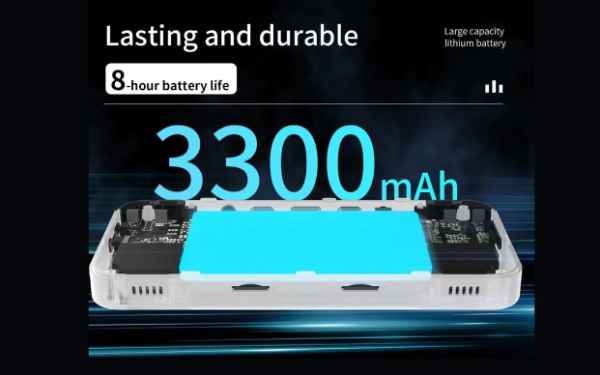 Lasting and durable
Large capacity
lithium battery
8-hour battery life
3300mAh